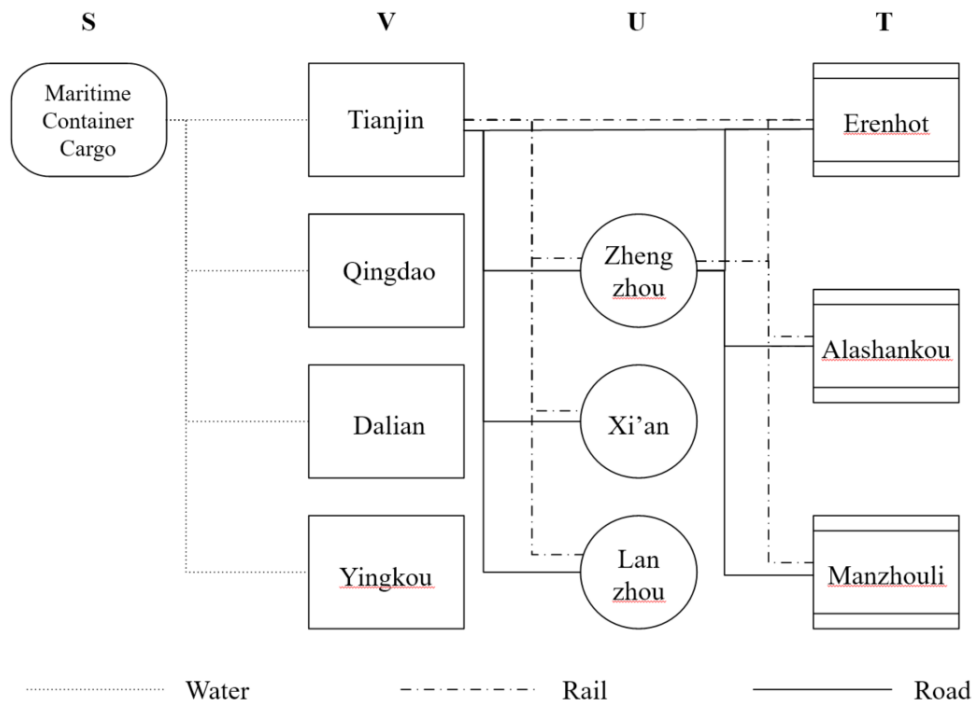 S V U T
Maritime
Container
Cargo
Tianjin
Erenhot
Qingdao
Zheng
zhou
Alashankou
Dalian
Xi’an
Yingkou
Lan
zhou
Manzhouli
Water Rail Road